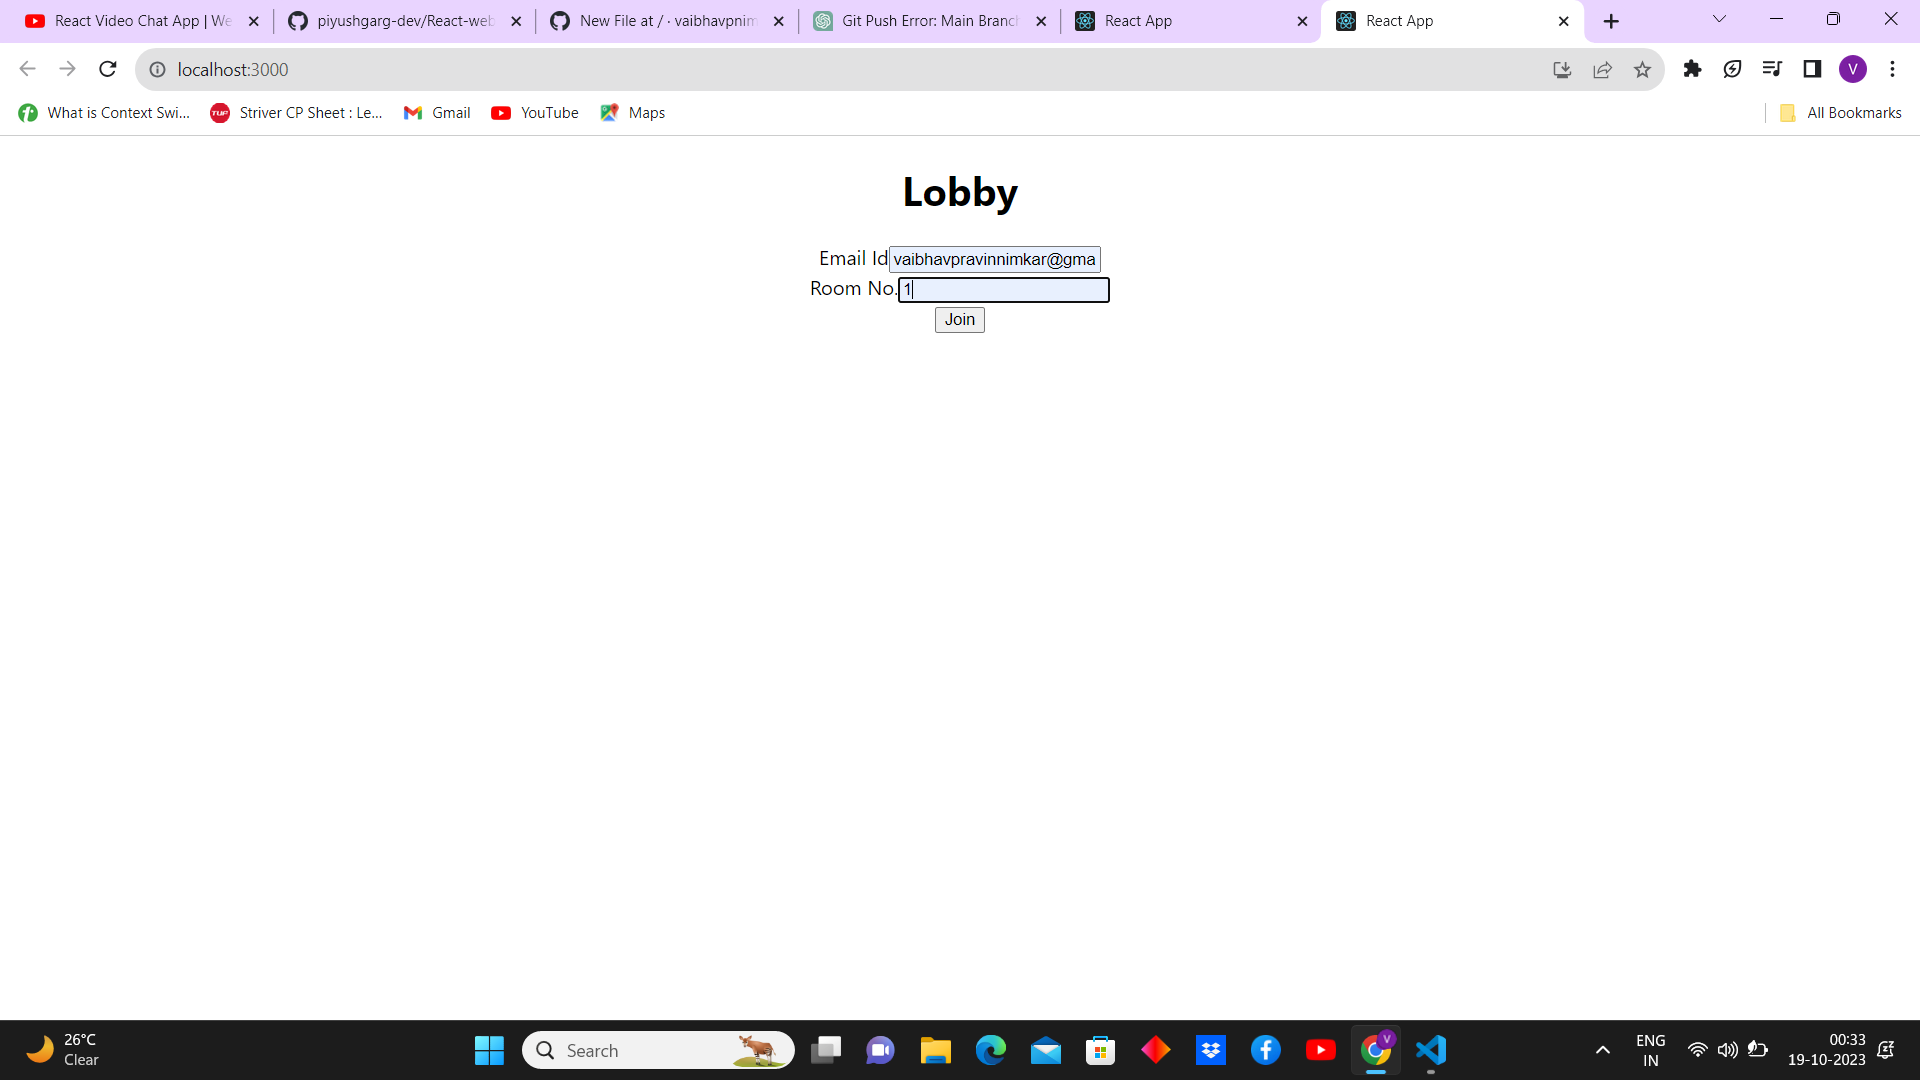 React Video Chat App | We
piyushgarg-dev/React-web
New File at / · vaibhavpnim
Git Push Error: Main Branch
React App
React App
localhost:3000
V
What is Context Swi...
TUF
Striver CP Sheet : Le...
Gmail
YouTube
Maps
All Bookmarks
Lobby
Email Id vaibhavpravinnimkar@gma
Room No. 1
Join
26°C
Clear
Search
V
ENG
IN
00:33
19-10-2023